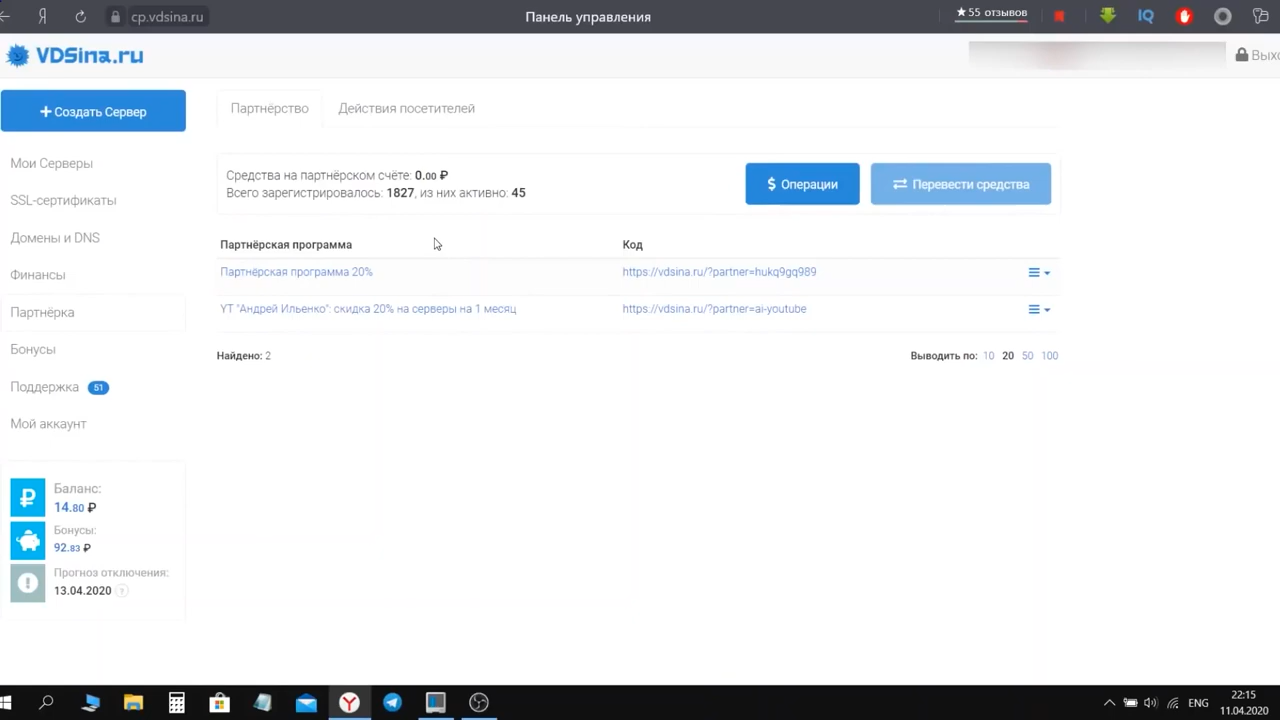 cp.vdsina.ru
Панель управления
★55 отзывов
IQ
VDSina.ru
Создать Сервер
Партнёрство
Действия посетителей
Мои Серверы
SSL-сертификаты
Домены и DNS
Финансы
Партнёрка
Бонусы
Поддержка 51
Мой аккаунт
Баланс:
14.80 ₽
Бонусы:
92.83 ₽
Прогноз отключения:
13.04.2020 ?
Средства на партнёрском счёте: 0.00 ₽
Всего зарегистрировалось: 1827, из них активно: 45
$ Операции
Перевести средства
Партнёрская программа Код
Партнёрская программа 20% https://vdsina.ru/?partner=hukq9gq989
YT "Андрей Ильенко": скидка 20% на серверы на 1 месяц https://vdsina.ru/?partner=ai-youtube
Найдено: 2
Выводить по: 10 20 50 100
ENG
22:15
11.04.2020